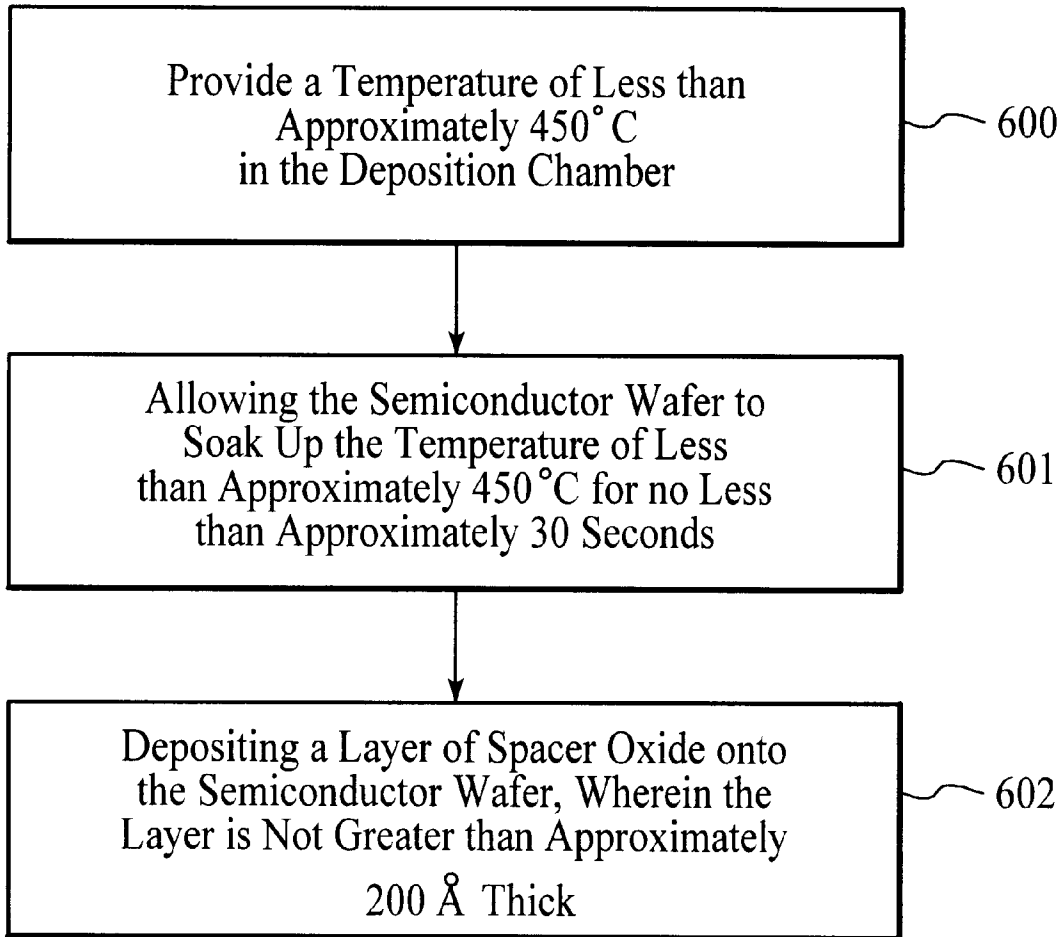 Provide a Temperature of Less than
Approximately 450°C
in the Deposition Chamber
600
Allowing the Semiconductor Wafer to
Soak Up the Temperature of Less
than Approximately 450°C for no Less
than Approximately 30 Seconds
601
Depositing a Layer of Spacer Oxide onto
the Semiconductor Wafer, Wherein the
Layer is Not Greater than Approximately
200 Å Thick
602